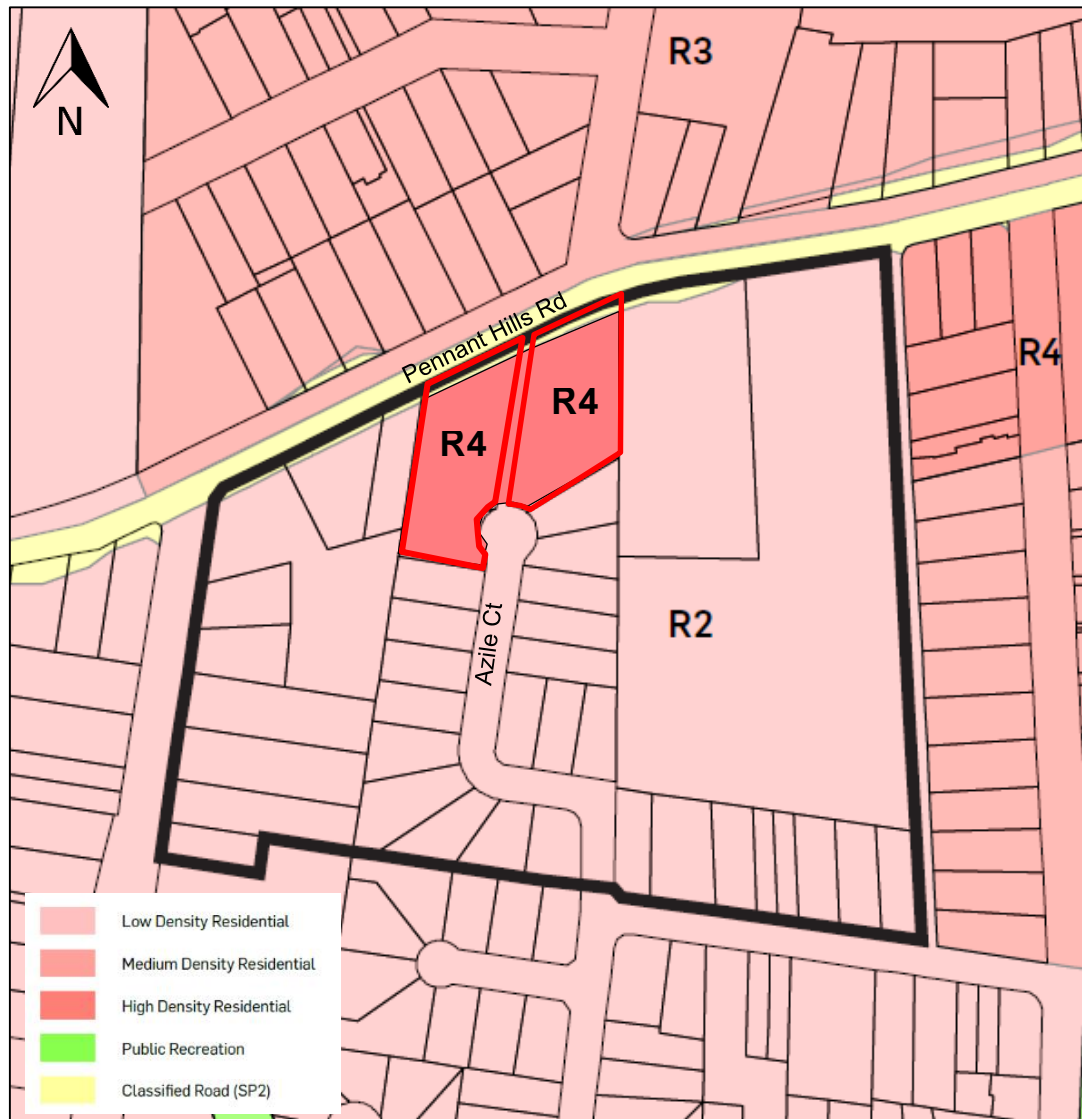 N
R3
Pennant Hills Rd
R4
R4
R4
R2
Azile Ct
Low Density Residential
Medium Density Residential
High Density Residential
Public Recreation
Classified Road (SP2)